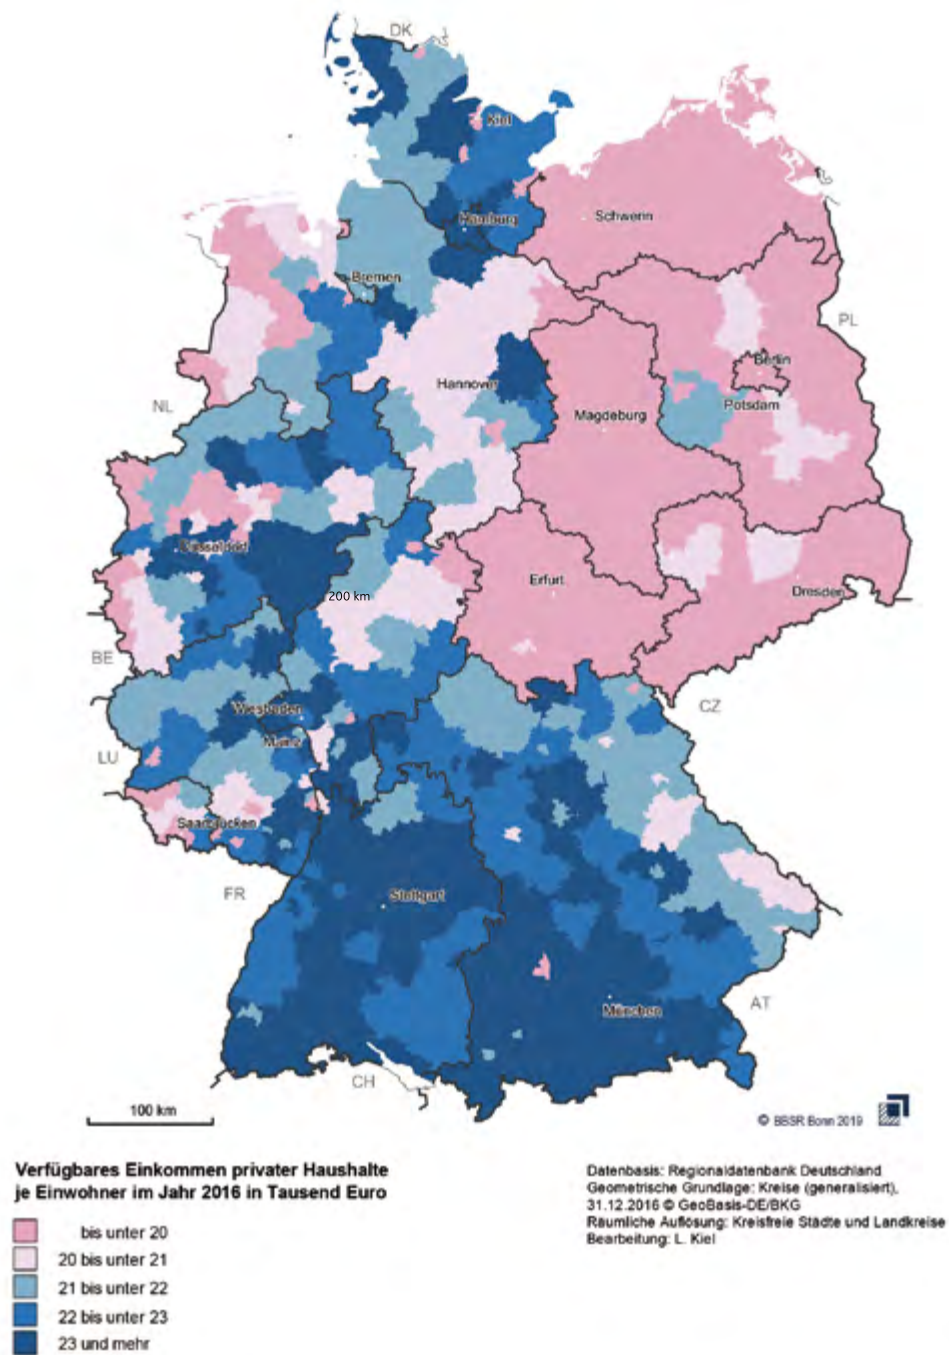 DK
Kiel
Hamburg
Schwerin
Bremen
PL
Berlin
Hannover
Potsdam
NL
Magdeburg
Düsseldorf
Erfurt
200 km
Dresden
BE
CZ
Wiesbaden
Mainz
LU
Saarbrücken
FR
Stuttgart
AT
München
CH
100 km
© BBSR Bonn 2019
Verfügbares Einkommen privater Haushalte
je Einwohner im Jahr 2016 in Tausend Euro
bis unter 20
20 bis unter 21
21 bis unter 22
22 bis unter 23
23 und mehr
Datenbasis: Regionaldatenbank Deutschland
Geometrische Grundlage: Kreise (generalisiert),
31.12.2016 © GeoBasis-DE/BKG
Räumliche Auflösung: Kreisfreie Städte und Landkreise
Bearbeitung: L. Kiel